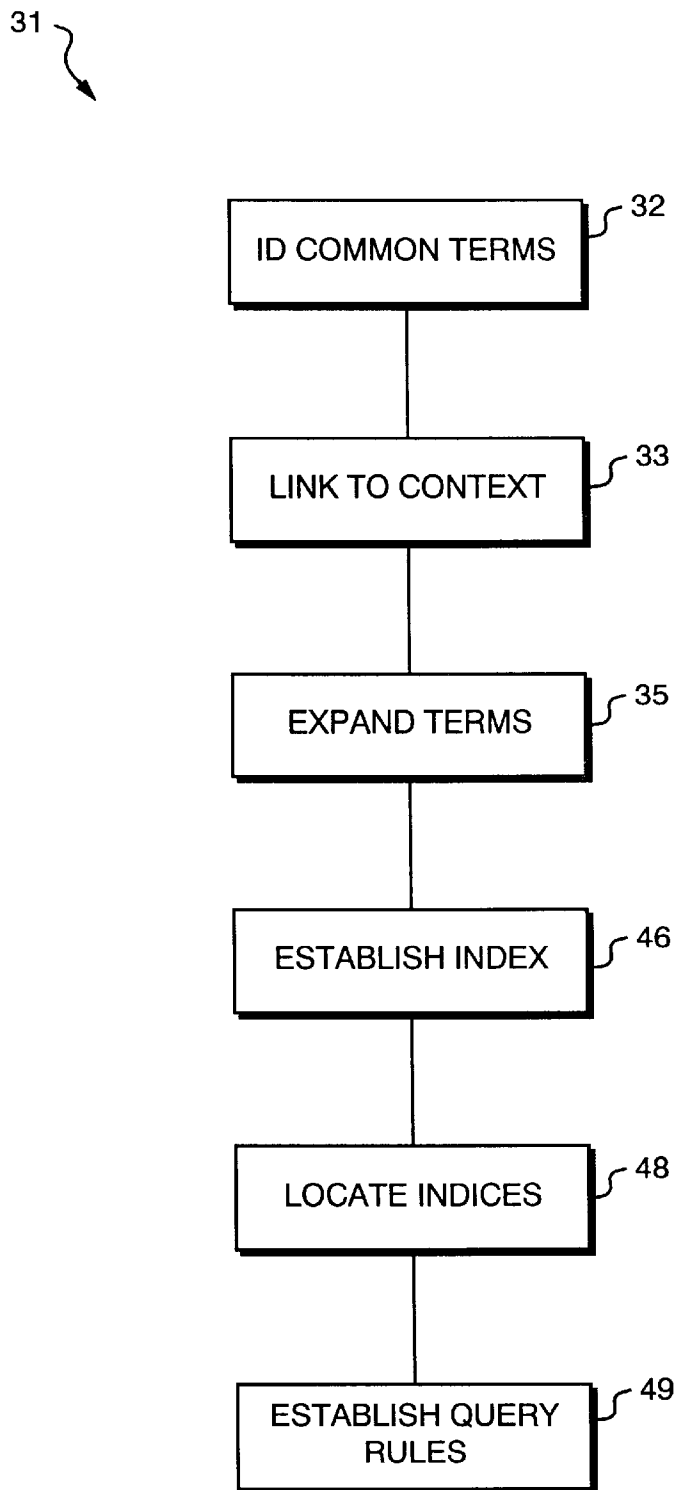 31
ID COMMON TERMS
32
LINK TO CONTEXT
33
EXPAND TERMS
35
ESTABLISH INDEX
46
LOCATE INDICES
48
ESTABLISH QUERY
RULES
49